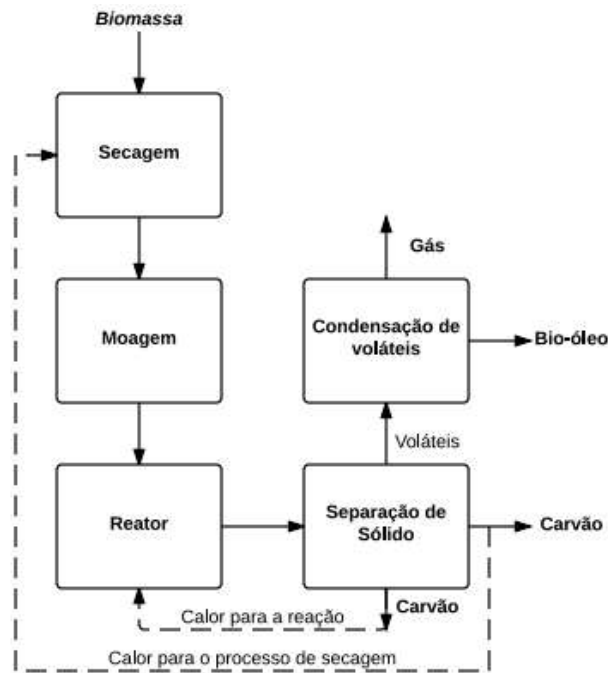 Biomassa
Secagem
Gás
Moagem
Condensação de
voláteis
Bio-óleo
Voláteis
Reator
Separação de
Sólido
Carvão
Carvão
Calor para a reação
Calor para o processo de secagem